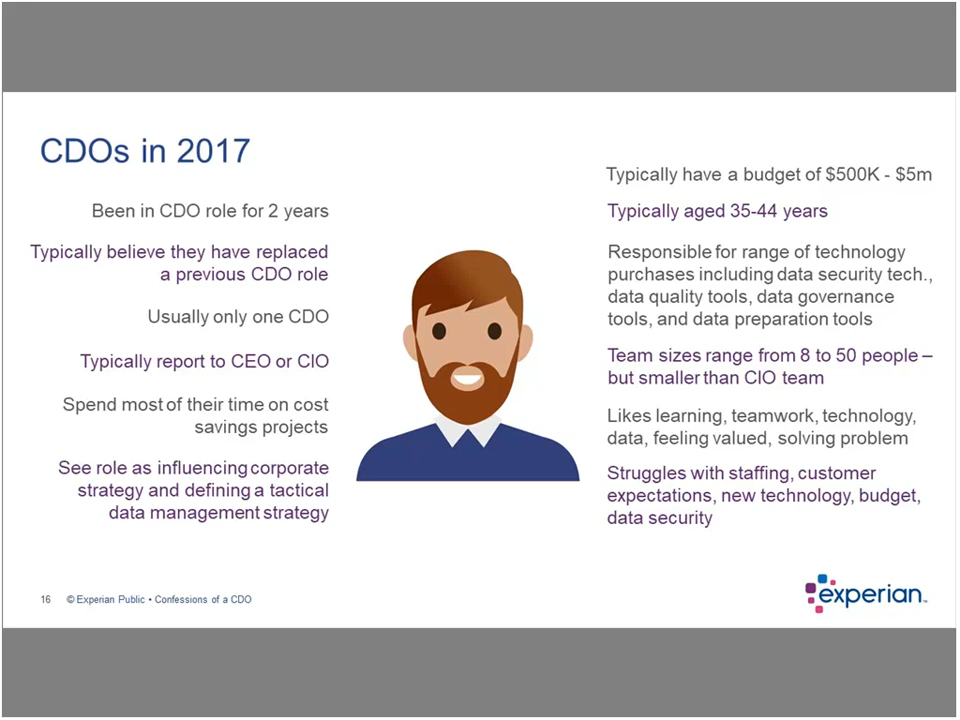 CDOs in 2017
Been in CDO role for 2 years
Typically believe they have replaced
a previous CDO role
Usually only one CDO
Typically report to CEO or CIO
Spend most of their time on cost
savings projects
See role as influencing corporate
strategy and defining a tactical
data management strategy
Typically have a budget of $500K - $5m
Typically aged 35-44 years
Responsible for range of technology
purchases including data security tech.,
data quality tools, data governance
tools, and data preparation tools
Team sizes range from 8 to 50 people –
but smaller than CIO team
Likes learning, teamwork, technology,
data, feeling valued, solving problem
Struggles with staffing, customer
expectations, new technology, budget,
data security
16 © Experian Public • Confessions of a CDO
experian™